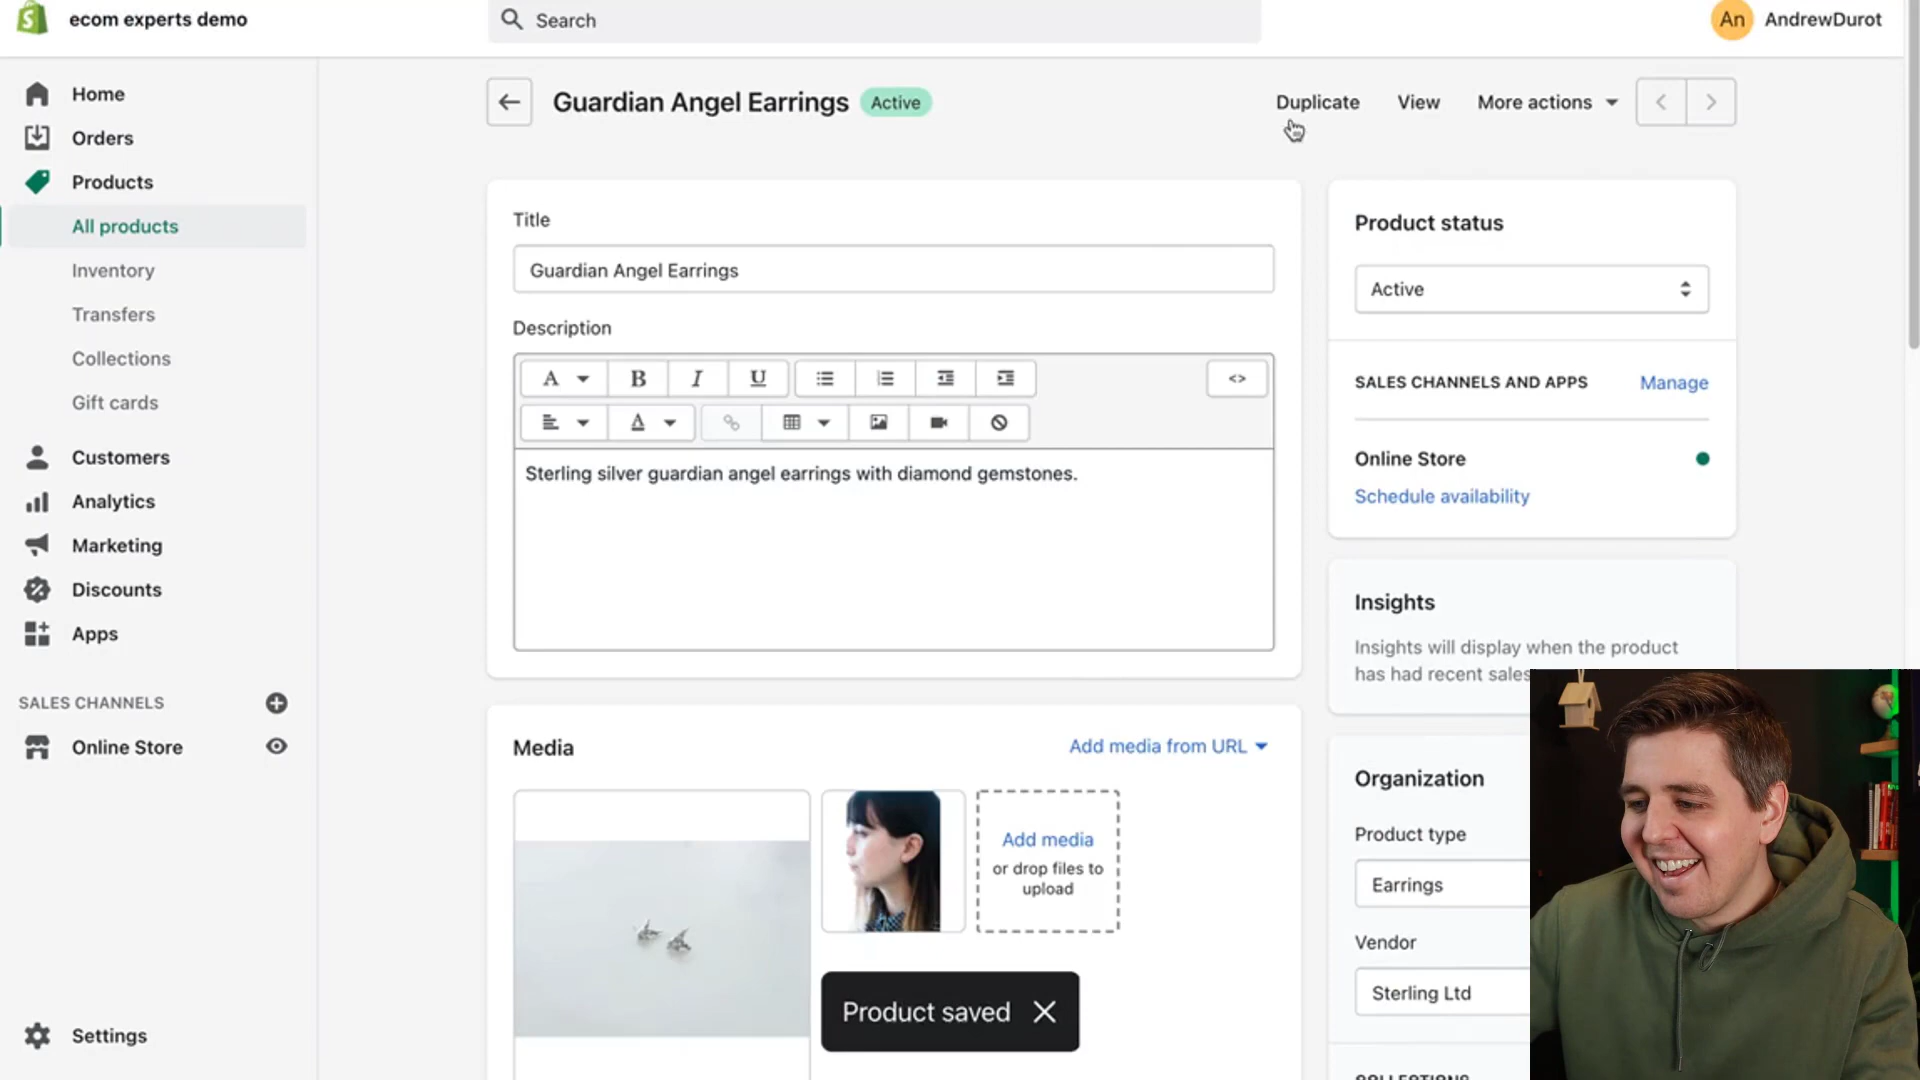 ecom experts demo
Search
An
AndrewDurot
Home
Orders
Products
All products
Inventory
Transfers
Collections
Gift cards
Customers
Analytics
Marketing
Discounts
Apps
SALES CHANNELS
Online Store
Settings
Guardian Angel Earrings
Active
Duplicate
View
More actions
Title
Guardian Angel Earrings
Description
A
B
I
U
<>
A
Sterling silver guardian angel earrings with diamond gemstones.
Media
Add media from URL
Add media
or drop files to
upload
Product saved
Product status
Active
SALES CHANNELS AND APPS
Manage
Online Store
Schedule availability
Insights
Insights will display when the product
has had recent sales
Organization
Product type
Earrings
Vendor
Sterling Ltd
COLLECTIONS